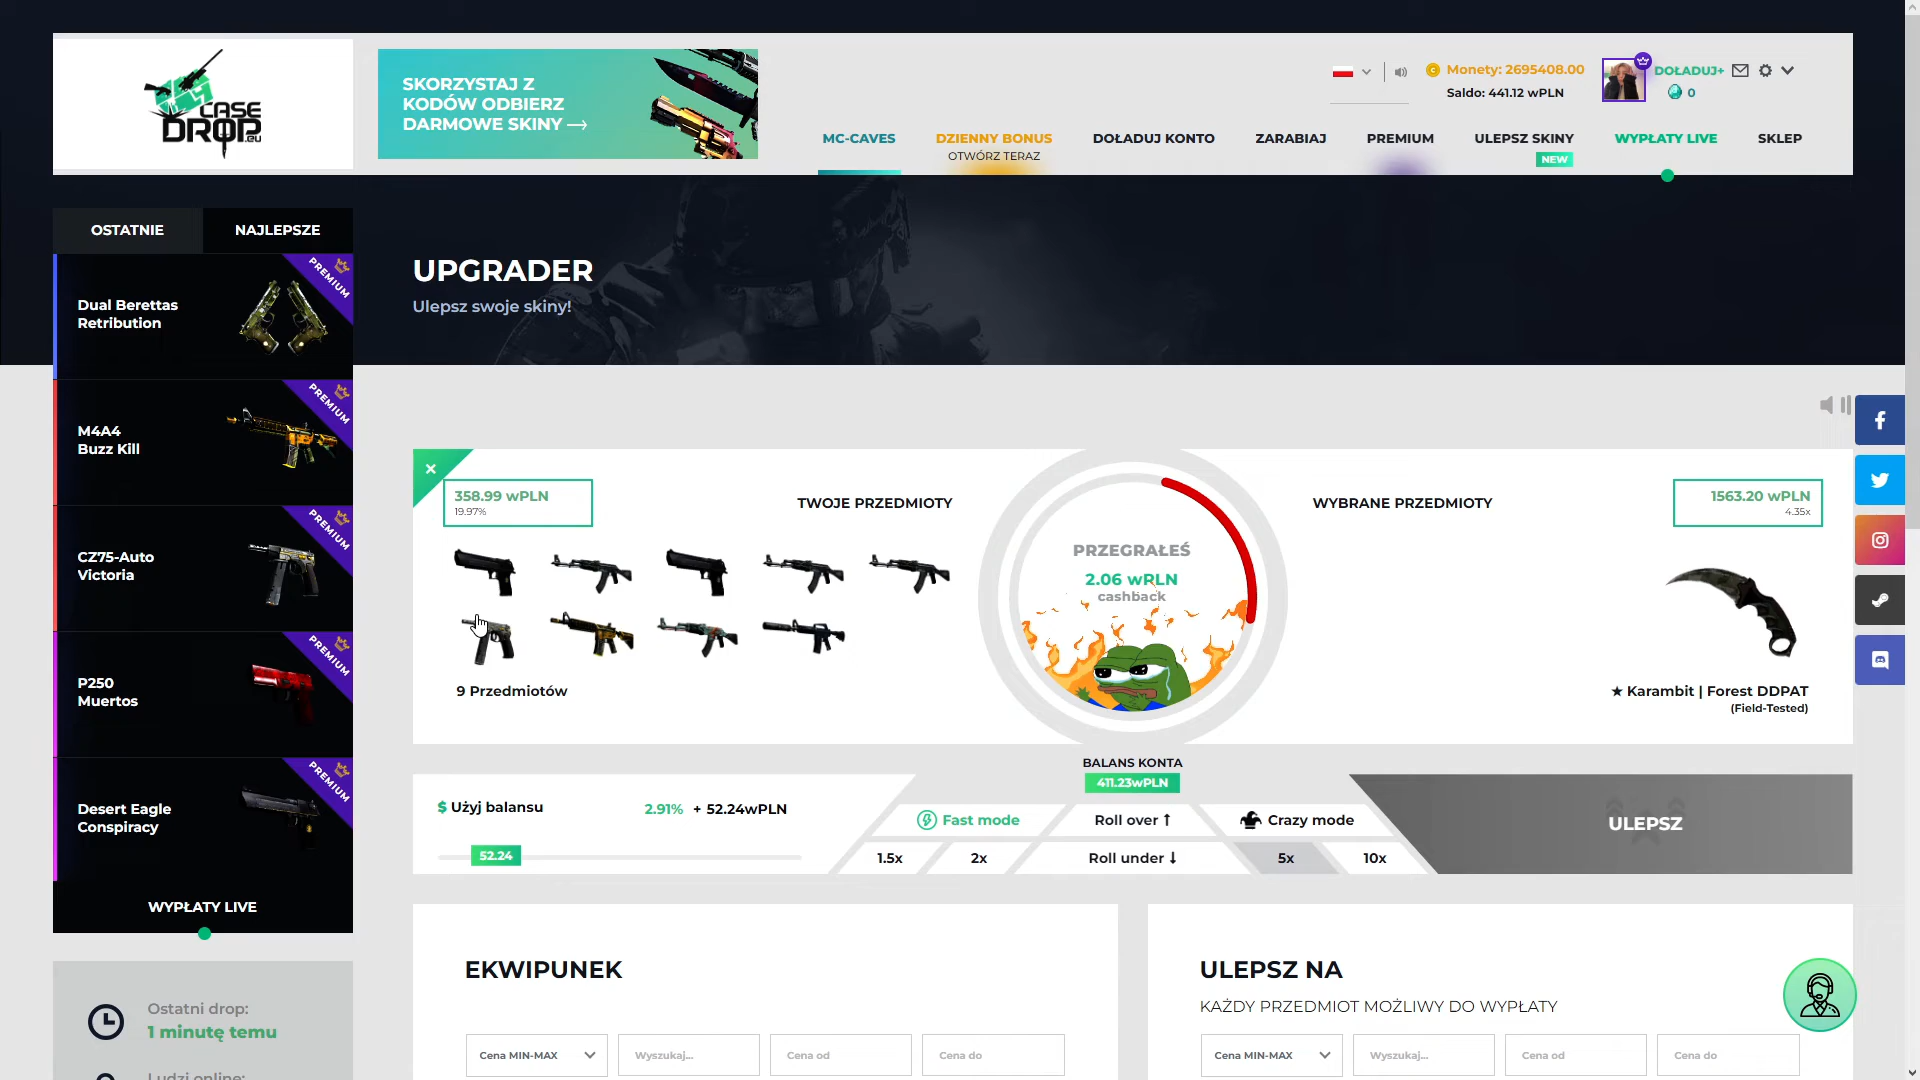 CASE
DROP.eu
SKORZYSTAJ Z
KODÓW ODBIERZ
DARMOWE SKINY
Monety: 2695408.00
Saldo: 441.12 wPLN
DOŁADUJ+
0
MC-CAVES
DZIENNY BONUS
OTWÓRZ TERAZ
DOŁADUJ KONTO
ZARABIAJ
PREMIUM
ULEPSZ SKINY
NEW
WYPŁATY LIVE
SKLEP
OSTATNIE
NAJLEPSZE
Dual Berettas
Retribution
PREMIUM
M4A4
Buzz Kill
PREMIUM
CZ75-Auto
Victoria
PREMIUM
P250
Muertos
PREMIUM
Desert Eagle
Conspiracy
PREMIUM
WYPŁATY LIVE
Ostatni drop:
1 minutę temu
Ludzi online:
UPGRADER
Ulepsz swoje skiny!
358.99 wPLN
19.97%
TWOJE PRZEDMIOTY
9 Przedmiotów
PRZEGRAŁEŚ
2.06 wPLN
cashback
WYBRANE PRZEDMIOTY
1563.20 wPLN
4.35x
★ Karambit | Forest DDPAT
(Field-Tested)
BALANS KONTA
411.23wPLN
$ Użyj balansu
2.91% + 52.24wPLN
52.24
Fast mode
Roll over ↑
Crazy mode
1.5x
2x
Roll under ↓
5x
10x
ULEPSZ
EKWIPUNEK
Cena MIN-MAX
Wyszukaj...
Cena od
Cena do
ULEPSZ NA
KAŻDY PRZEDMIOT MOŻLIWY DO WYPŁATY
Cena MIN-MAX
Wyszukaj...
Cena od
Cena do